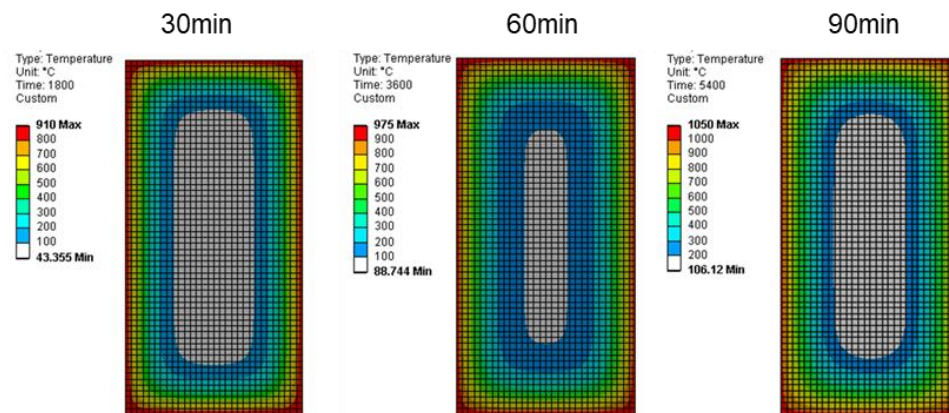 30min
60min
90min
Type: Temperature
Unit: °C
Time: 1800
Custom
910 Max
800
700
600
500
400
300
200
100
43.355 Min
Type: Temperature
Unit: °C
Time: 3600
Custom
975 Max
900
800
700
600
500
400
300
200
100
88.744 Min
Type: Temperature
Unit: °C
Time: 5400
Custom
1050 Max
1000
900
800
700
600
500
400
300
200
106.12 Min